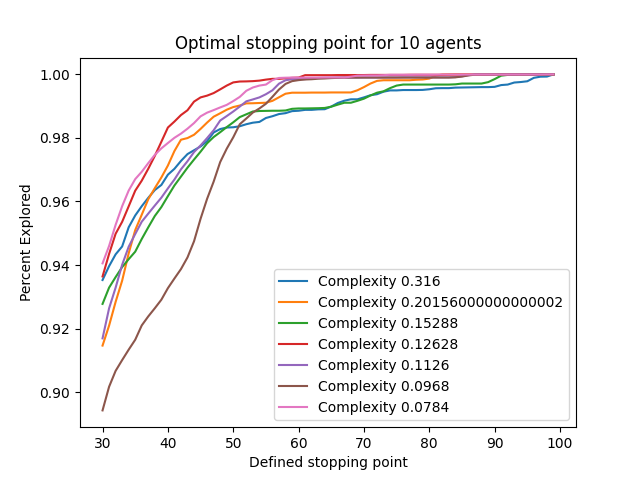 Optimal stopping point for 10 agents
1.00
0.98
0.96
0.94
0.92
0.90
Percent Explored
Complexity 0.316
Complexity 0.20156000000000002
Complexity 0.15288
Complexity 0.12628
Complexity 0.1126
Complexity 0.0968
Complexity 0.0784
30 40 50 60 70 80 90 100
Defined stopping point